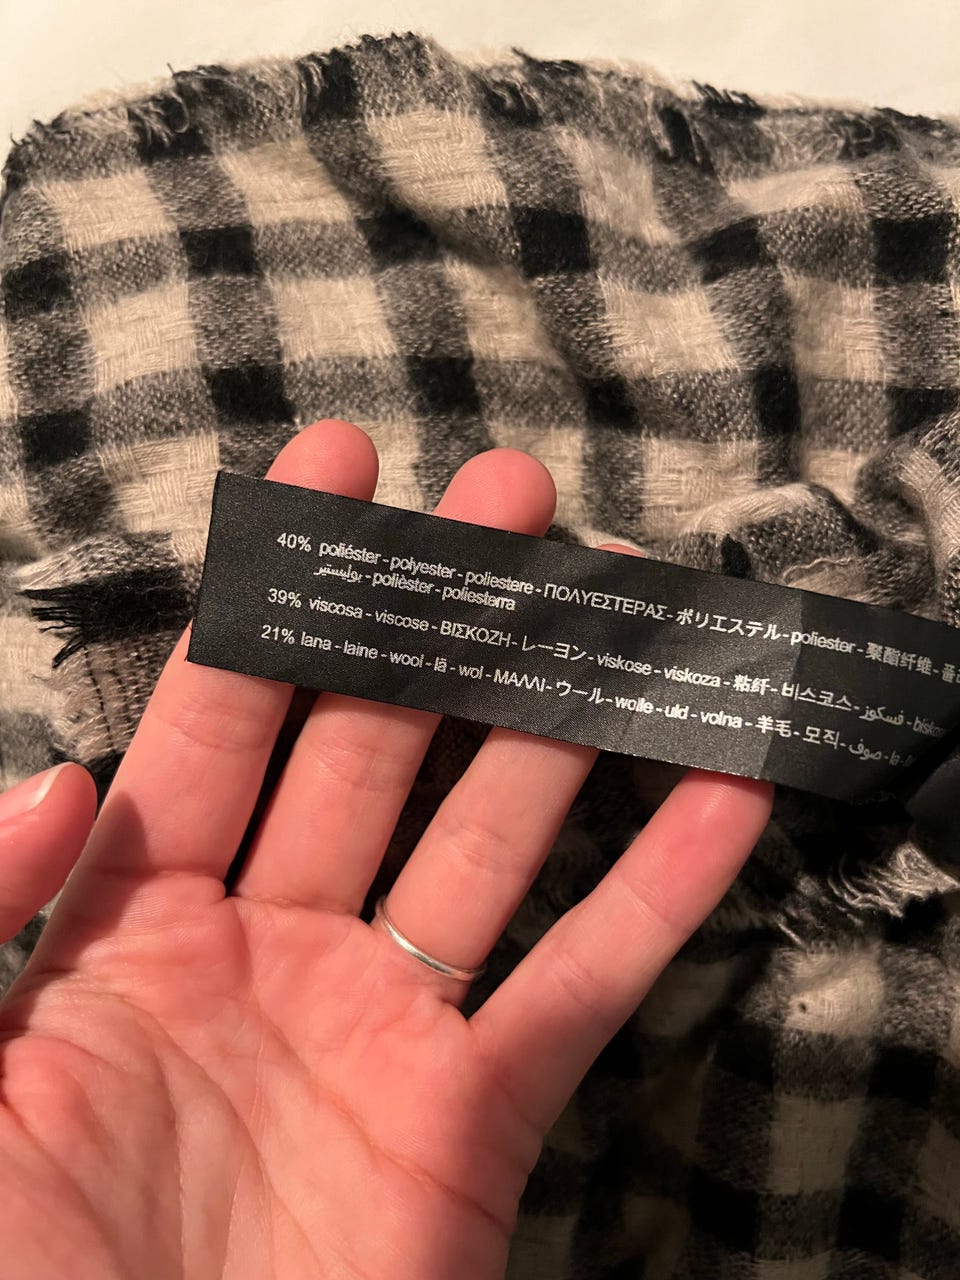 40% poliéster - polyester - poliestere - ΠΟΛΥΕΣΤΕΡΑΣ - ポリエステル - poliester - 聚酯纤维 -
بوليستير - polièster - poliesterra
39% viscosa - viscose - ΒΙΣΚΟΖΗ - レーヨン - viskose - viskoza - 粘纤 - 비스코스 - فسكوز -
21% lana - laine - wool - lã - wol - ΜΑΛΛΙ - ウール - wolle - uld - volna - 羊毛 - 모직 - صوف -